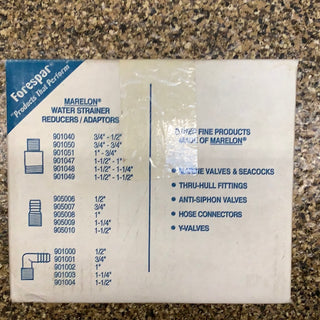 Forespar®
"Products That Perform"
MARELON®
WATER STRAINER
REDUCERS / ADAPTORS
901040 3/4" - 1/2"
901050 3/4" - 3/4"
901051 1" - 3/4"
901047 1-1/2" - 1"
901048 1-1/2" - 1-1/2"
901049 1-1/2" - 1-1/2"
905006 1/2"
905007 3/4"
905008 1"
905009 1-1/4"
905010 1-1/2"
901000 1/2"
901001 3/4"
901002 1"
901003 1-1/4"
901004 1-1/2"
FINE PRODUCTS
OF MARELON®
VALVES & SEACOCKS
• THRU-HULL FITTINGS
• ANTI-SIPHON VALVES
• HOSE CONNECTORS
• Y-VALVES